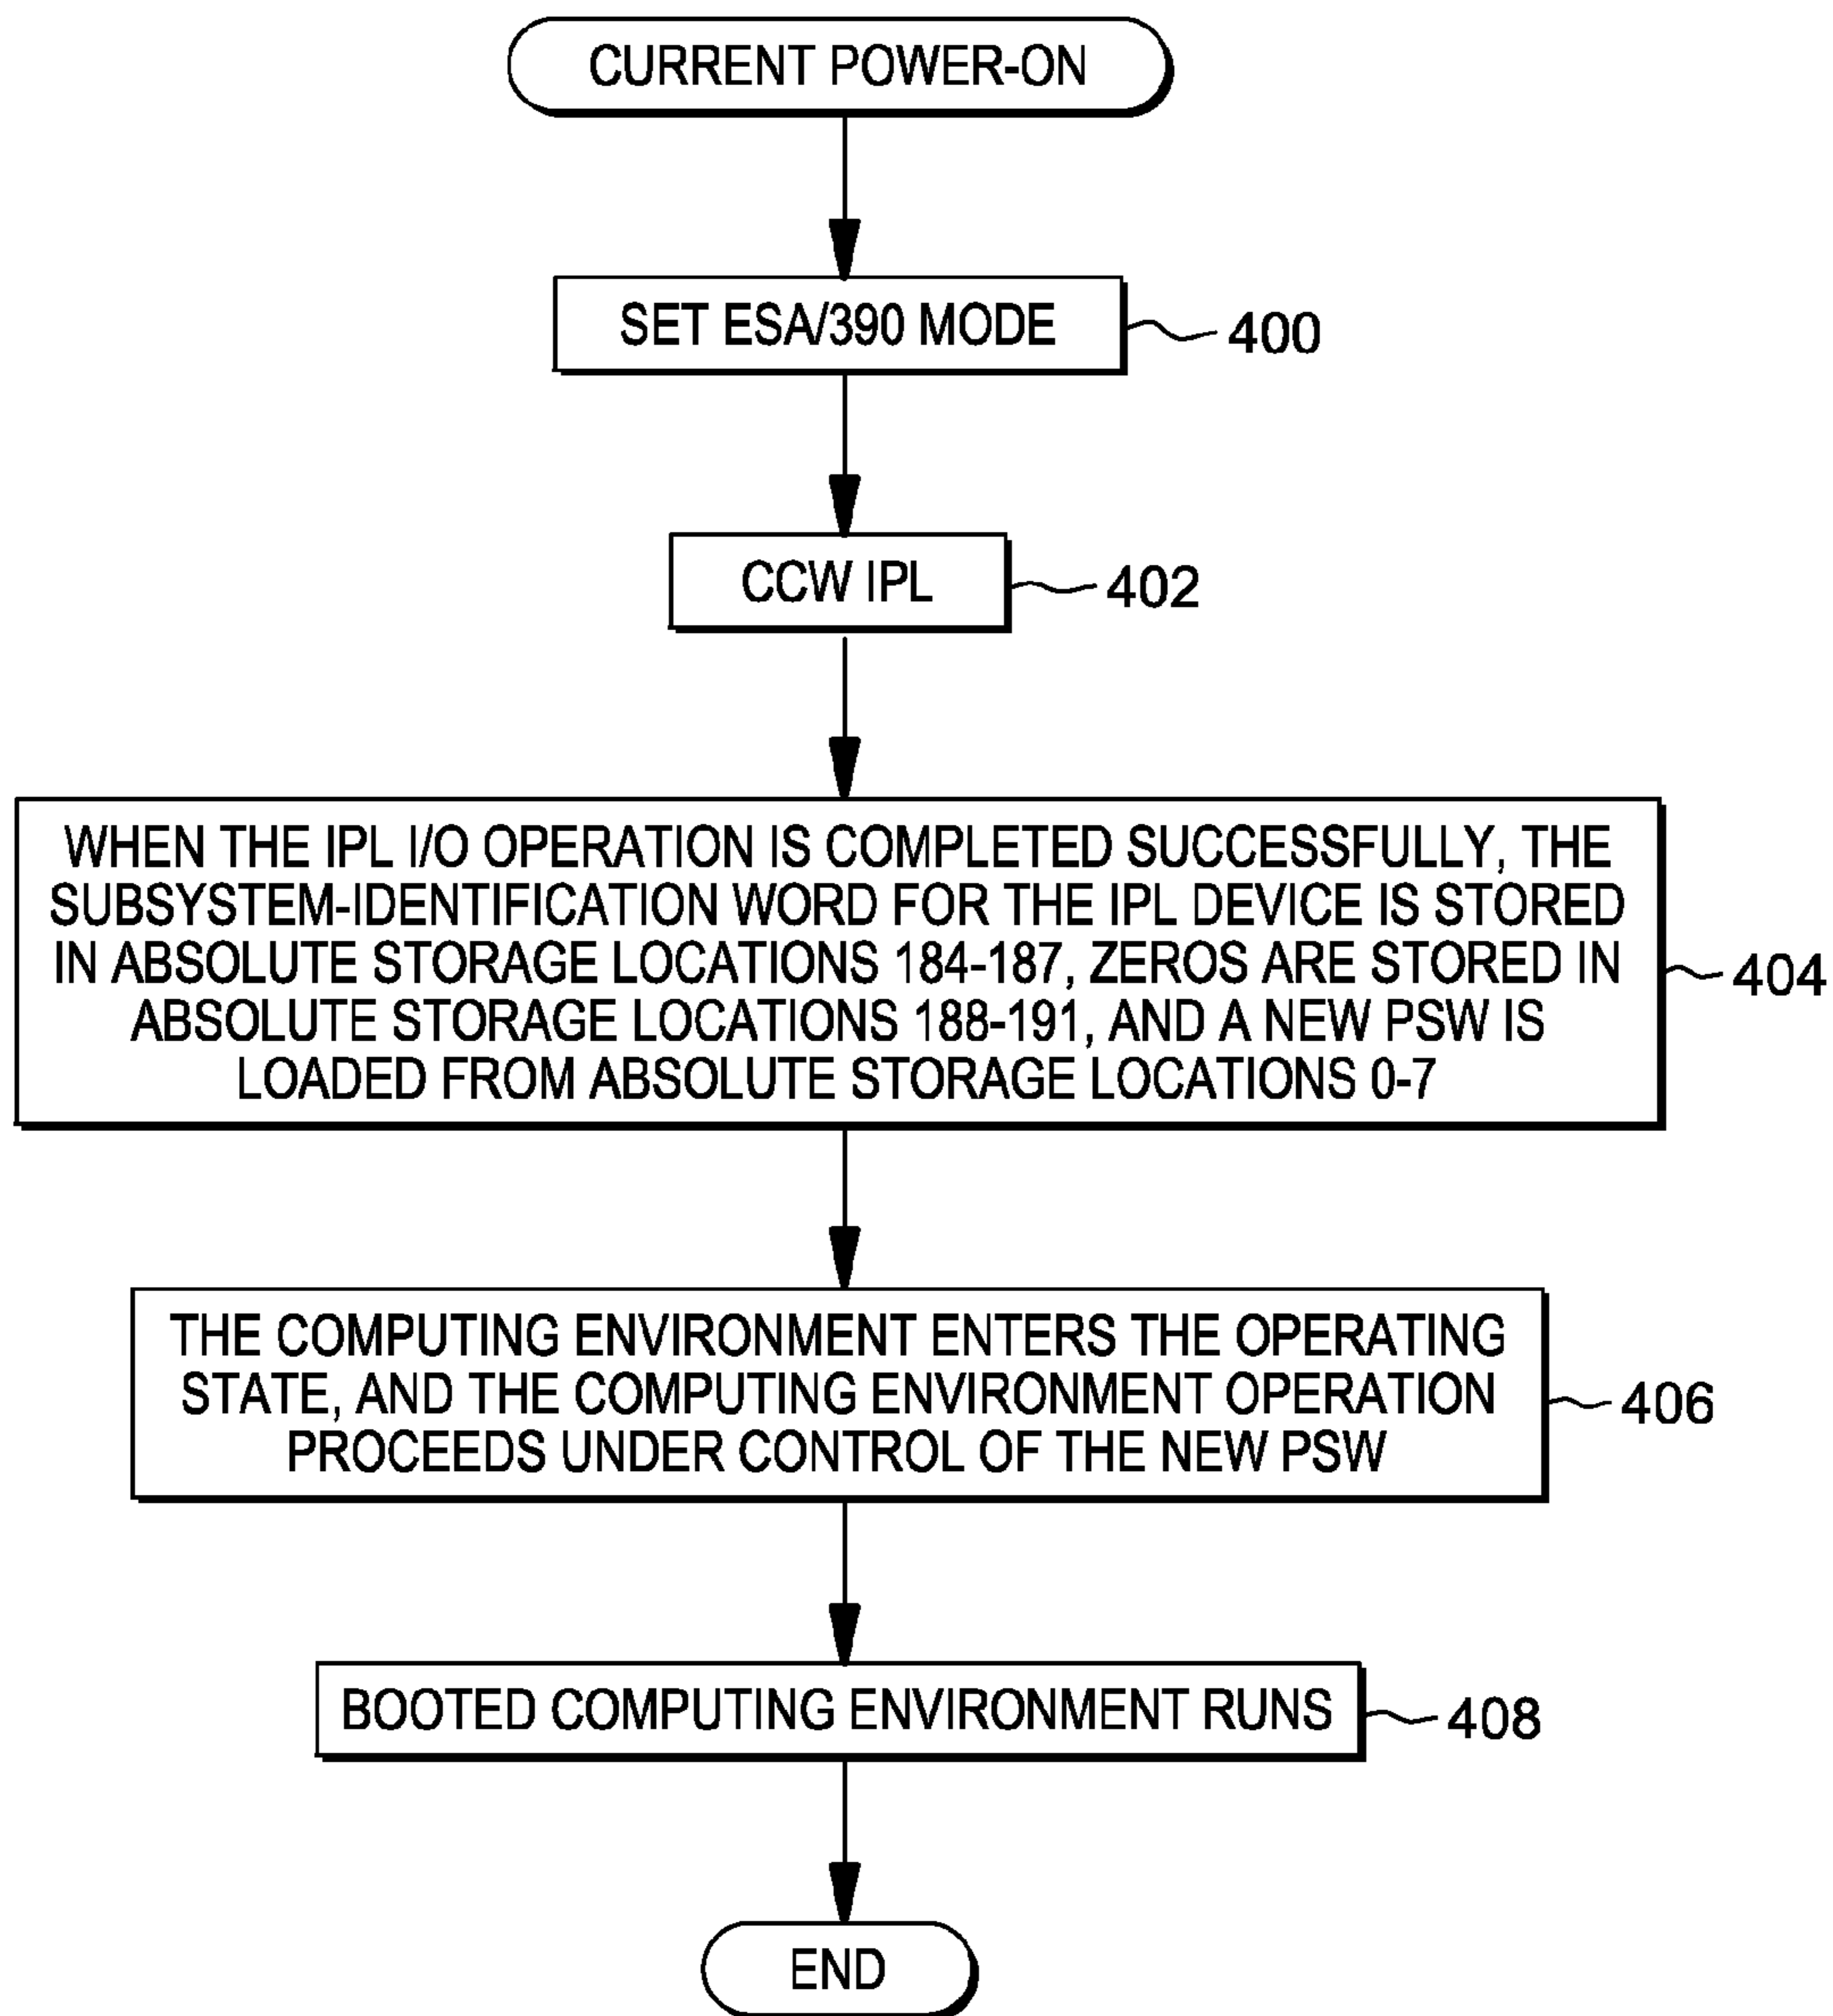 CURRENT POWER-ON
SET ESA/390 MODE
400
CCW IPL
402
WHEN THE IPL I/O OPERATION IS COMPLETED SUCCESSFULLY, THE
SUBSYSTEM-IDENTIFICATION WORD FOR THE IPL DEVICE IS STORED
IN ABSOLUTE STORAGE LOCATIONS 184-187, ZEROS ARE STORED IN
ABSOLUTE STORAGE LOCATIONS 188-191, AND A NEW PSW IS
LOADED FROM ABSOLUTE STORAGE LOCATIONS 0-7
404
THE COMPUTING ENVIRONMENT ENTERS THE OPERATING
STATE, AND THE COMPUTING ENVIRONMENT OPERATION
PROCEEDS UNDER CONTROL OF THE NEW PSW
406
BOOTED COMPUTING ENVIRONMENT RUNS
408
END